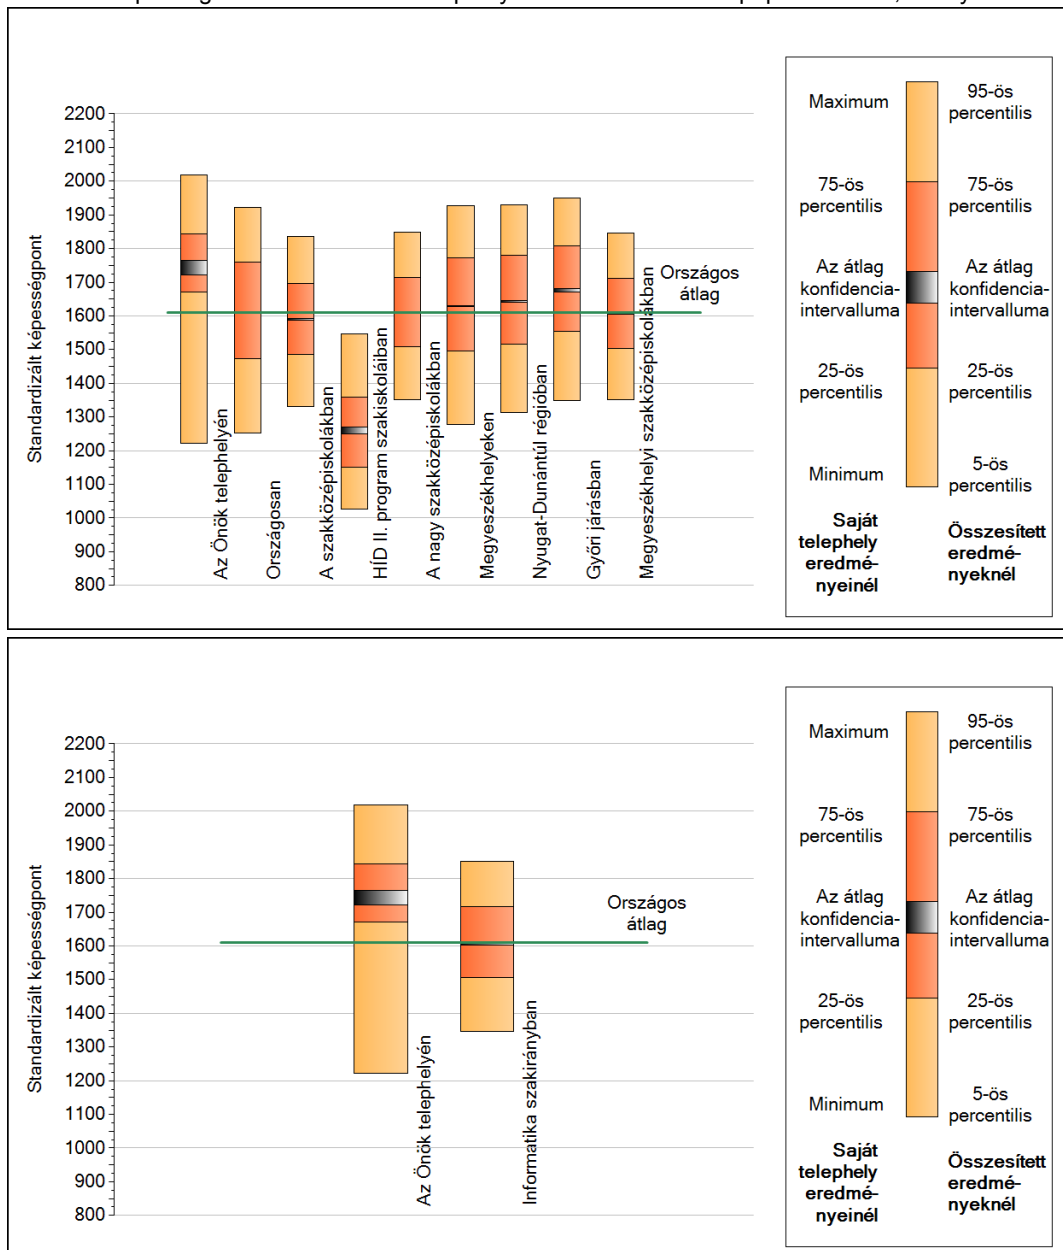 2200
2100
2000
1900
1800
1700
1600
1500
1400
1300
1200
1100
1000
900
800
Standardizált képességpont
Az Önök telephelyén
Országosan
A szakközépiskolákban
HÍD II. program szakiskoláiban
A nagy szakközépiskolákban
Megyeszékhelyeken
Nyugat-Dunántúl régióban
Győri járásban
Megyeszékhelyi szakközépiskolákban
Országos
átlag
Maximum
95-ös
percentilis
75-ös
percentilis
75-ös
percentilis
Az átlag
konfidencia-
intervalluma
Az átlag
konfidencia-
intervalluma
25-ös
percentilis
25-ös
percentilis
Minimum
5-ös
percentilis
Saját
telephely
eredmé-
nyeinél
Összesített
eredmé-
nyeknél
2200
2100
2000
1900
1800
1700
1600
1500
1400
1300
1200
1100
1000
900
800
Standardizált képességpont
Az Önök telephelyén
Informatika szakirányban
Országos
átlag
Maximum
95-ös
percentilis
75-ös
percentilis
75-ös
percentilis
Az átlag
konfidencia-
intervalluma
Az átlag
konfidencia-
intervalluma
25-ös
percentilis
25-ös
percentilis
Minimum
5-ös
percentilis
Saját
telephely
eredmé-
nyeinél
Összesített
eredmé-
nyeknél